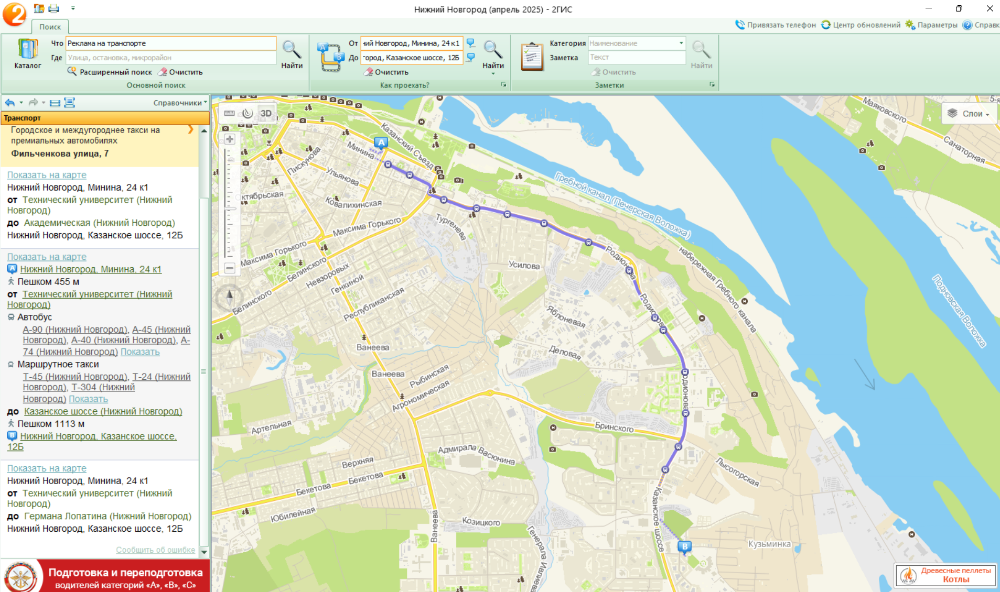 Нижний Новгород (апрель 2025) - 2ГИС
Поиск
Привязать телефон
Центр обновлений
Параметры
Каталог
Что
Реклама на транспорте
Где
Улица, остановка, микрорайон
Расширенный поиск
Очистить
Найти
Основной поиск
От
ий Новгород, Минина, 24 к1
До
ород, Казанское шоссе, 12Б
Очистить
Найти
Как проехать?
Категория
Наименование
Заметка
Текст
Очистить
Найти
Заметки
Справочники
Транспорт
Городское и междугороднее такси на
премиальных автомобилях
Фильченкова улица, 7
Показать на карте
Нижний Новгород, Минина, 24 к1
от Технический университет (Нижний
Новгород)
до Академическая (Нижний Новгород)
Нижний Новгород, Казанское шоссе, 12Б
Показать на карте
A Нижний Новгород, Минина, 24 к1
Пешком 455 м
от Технический университет (Нижний
Новгород)
Автобус
А-90 (Нижний Новгород), А-45 (Нижний
Новгород), А-40 (Нижний Новгород), А-
74 (Нижний Новгород) Показать
Маршрутное такси
Т-45 (Нижний Новгород), Т-24 (Нижний
Новгород), Т-304 (Нижний
Новгород) Показать
до Казанское шоссе (Нижний Новгород)
Пешком 1113 м
B Нижний Новгород, Казанское шоссе,
12Б
Показать на карте
Нижний Новгород, Минина, 24 к1
от Технический университет (Нижний
Новгород)
до Германа Лопатина (Нижний Новгород)
Нижний Новгород, Казанское шоссе, 12Б
Сообщить об ошибке
Подготовка и переподготовка
водителей категорий «А», «В», «С»
3D
Слои
Маяковского
Санаторная
Казанский Съезд
A
Минина
Пискунова
Ульянова
Ковалихинская
Гребной канал (Печерская Воложка)
Тургенева
Максима Горького
Максима Горького
Родионова
набережная Гребного канала
Усилова
Белинского
Невзоровых
Генкиной
Белинского
Республиканская
Родионова
Подновская Воложка
Яблоневая
Ванеева
Деловая
Ванеева
Рыбинская
Агрономическая
Родионова
Артельная
Бринского
Адмирала Васюнина
Верхняя
Лысогорская
Бекетова
Бекетова
Юбилейная
Козицкого
Ванеева
Казанское шоссе
Генерала Ивлиева
Кузьминка
B
Древесные пеллеты
Котлы